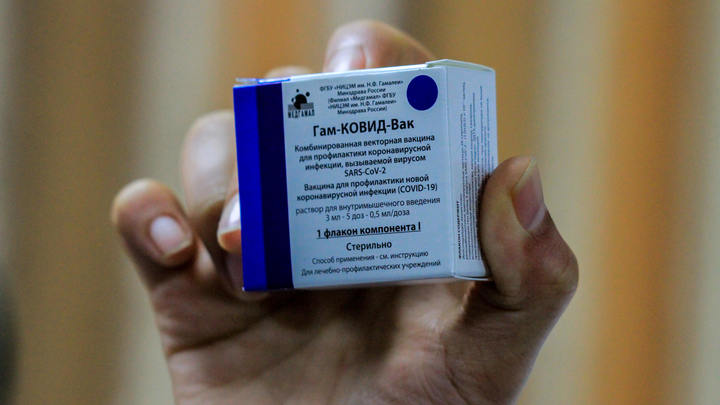 ФГБУ «НИЦЭМ им. Н.Ф. Гамалеи»
Минздрава России
(Филиал «Медгамал» ФГБУ
«НИЦЭМ им. Н.Ф. Гамалеи»
Минздрава России)
МЕДГАМАЛ
Гам-КОВИД-Вак
Комбинированная векторная вакцина
для профилактики коронавирусной
инфекции, вызываемой вирусом
SARS-CoV-2
Вакцина для профилактики новой
коронавирусной инфекции (COVID-19)
раствор для внутримышечного введения
3 мл - 5 доз - 0,5 мл/доза
1 флакон компонента I
Стерильно
Способ применения - см. инструкцию
Для лечебно-профилактических учреждений